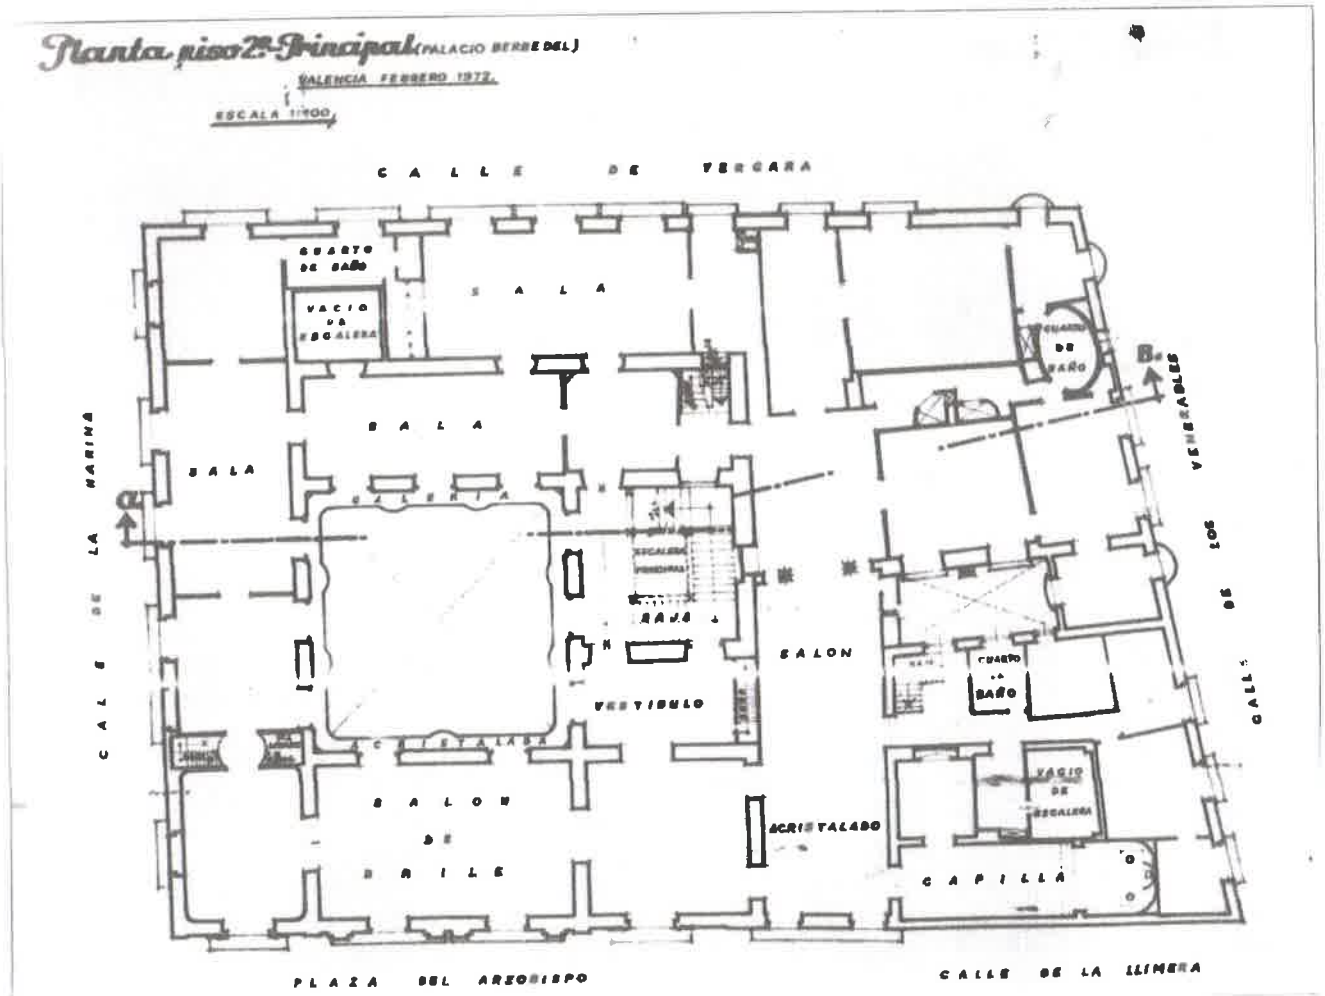 Planta piso 2º-Principal (PALACIO BERBEDEL)
VALENCIA FEBRERO 1972.
ESCALA 1:100
CALLE DE VERGARA
CUARTO
DE BAÑO
VACIO
DE
ESCALERA
SALA
CUARTO
DE
BAÑO
B.
SALA
SALA
CALLE DE LA MARINA
CALLE DE LOS VENERABLES
a.
GALERIA
ESCALERA
PRINCIPAL
BAJA
SALON
CUARTO
DE
BAÑO
VESTIBULO
ACRISTALADA
SALON
DE
BAILE
VACIO
DE
ESCALERA
ACRISTALADO
CAPILLA
PLAZA DEL ARZOBISPO
CALLE DE LA LLIMERA